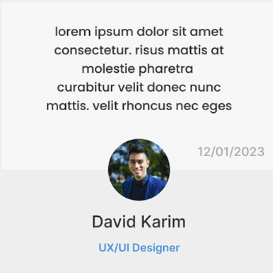 lorem ipsum dolor sit amet
consectetur. risus mattis at
molestie pharetra
curabitur velit donec nunc
mattis. velit rhoncus nec eges
12/01/2023
David Karim
UX/UI Designer